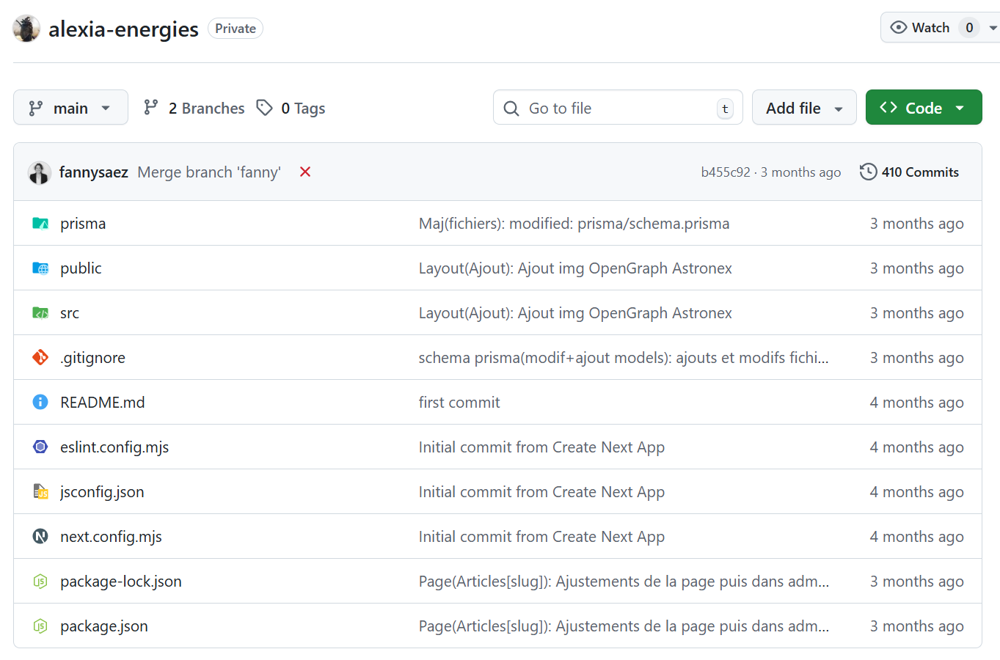 alexia-energies Private Watch 0
main 2 Branches 0 Tags Go to file t Add file Code
fannysaez Merge branch 'fanny' b455c92 · 3 months ago 410 Commits
prisma Maj(fichiers): modified: prisma/schema.prisma 3 months ago
public Layout(Ajout): Ajout img OpenGraph Astronex 3 months ago
src Layout(Ajout): Ajout img OpenGraph Astronex 3 months ago
.gitignore schema prisma(modif+ajout models): ajouts et modifs fichi... 3 months ago
README.md first commit 4 months ago
eslint.config.mjs Initial commit from Create Next App 4 months ago
jsconfig.json Initial commit from Create Next App 4 months ago
next.config.mjs Initial commit from Create Next App 4 months ago
package-lock.json Page(Articles[slug]): Ajustements de la page puis dans adm... 3 months ago
package.json Page(Articles[slug]): Ajustements de la page puis dans adm... 3 months ago